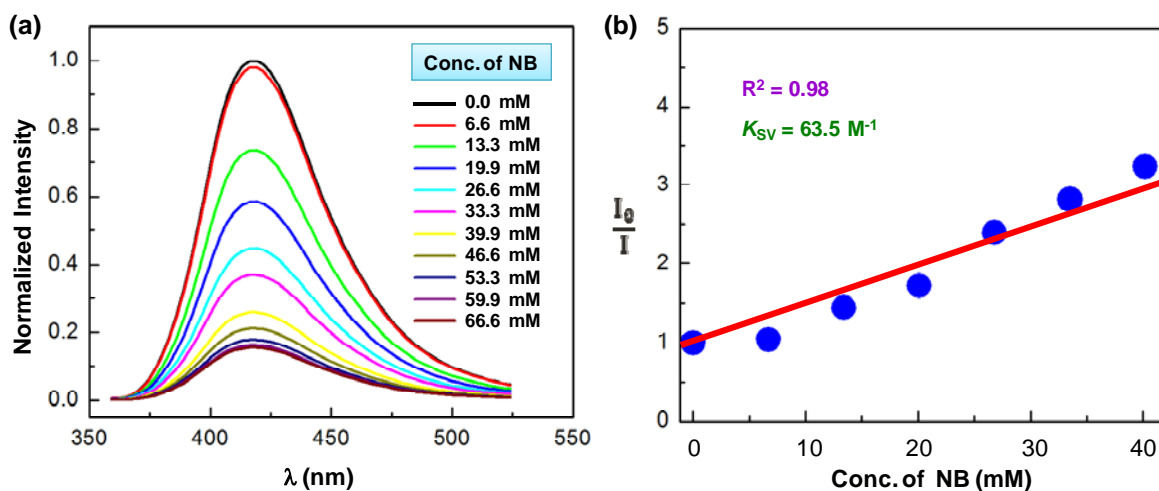 (a)
Normalized Intensity
1.0
0.8
0.6
0.4
0.2
0.0
350
400
450
500
550
λ (nm)
Conc. of NB
0.0 mM
6.6 mM
13.3 mM
19.9 mM
26.6 mM
33.3 mM
39.9 mM
46.6 mM
53.3 mM
59.9 mM
66.6 mM
(b)
I₀
I
5
4
3
2
1
0
R² = 0.98
K_SV = 63.5 M⁻¹
0
10
20
30
40
Conc. of NB (mM)